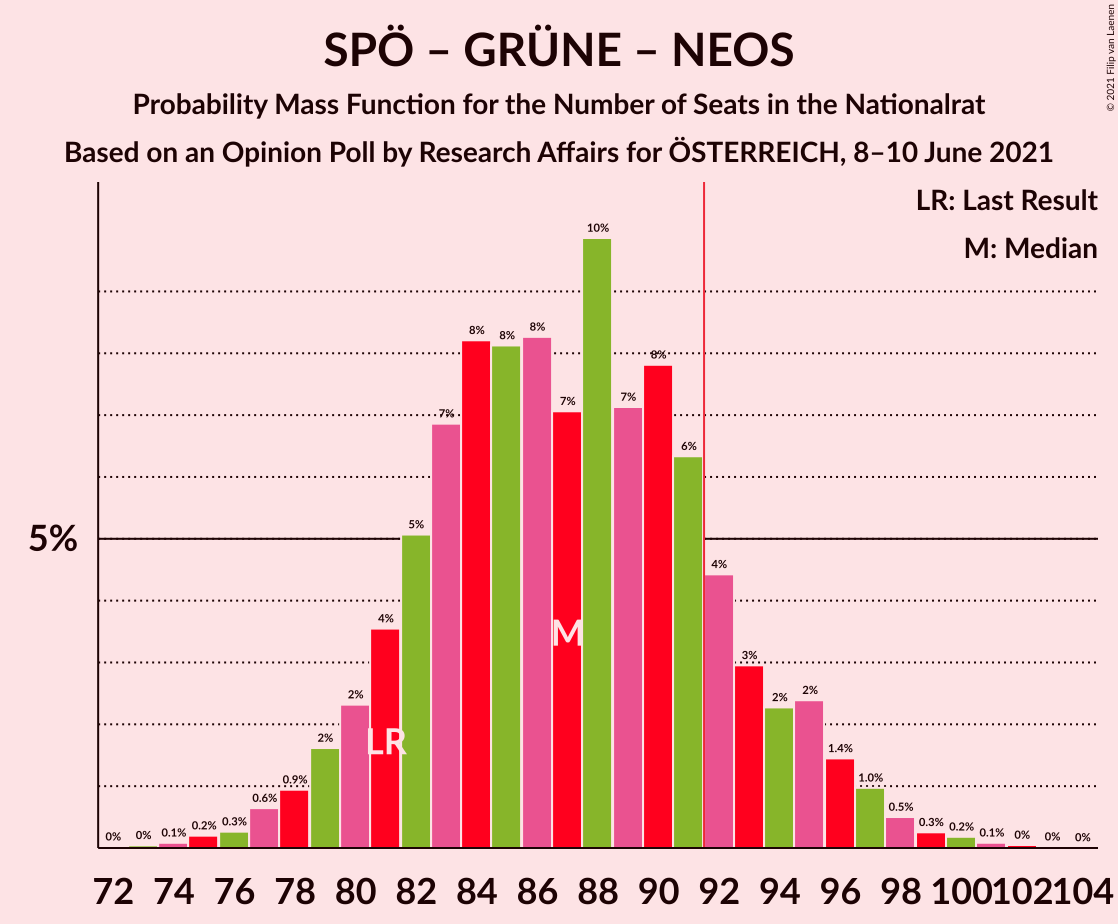 SPÖ – GRÜNE – NEOS
Probability Mass Function for the Number of Seats in the Nationalrat
Based on an Opinion Poll by Research Affairs for ÖSTERREICH, 8–10 June 2021
© 2021 Filip van Laenen
LR: Last Result
M: Median
5%
0% 0% 0.1% 0.2% 0.3% 0.6% 0.9% 2% 2% 4% 5% 7% 8% 8% 8% 7% 10% 7% 8% 6% 4% 3% 2% 2% 1.4% 1.0% 0.5% 0.3% 0.2% 0.1% 0% 0% 0%
M
LR
72 74 76 78 80 82 84 86 88 90 92 94 96 98 100 102 104